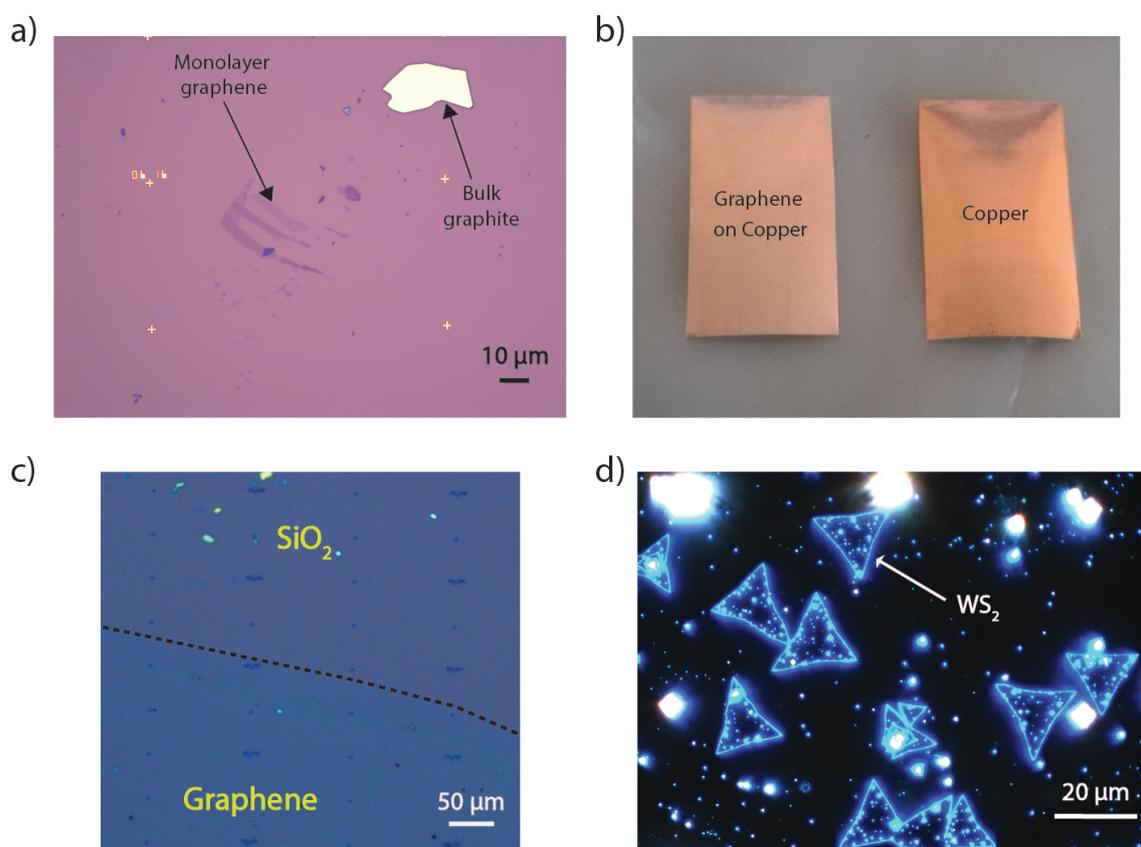 a)
Monolayer
graphene
Bulk
graphite
10 μm
b)
Graphene
on Copper
Copper
c)
SiO₂
Graphene
50 μm
d)
WS₂
20 μm